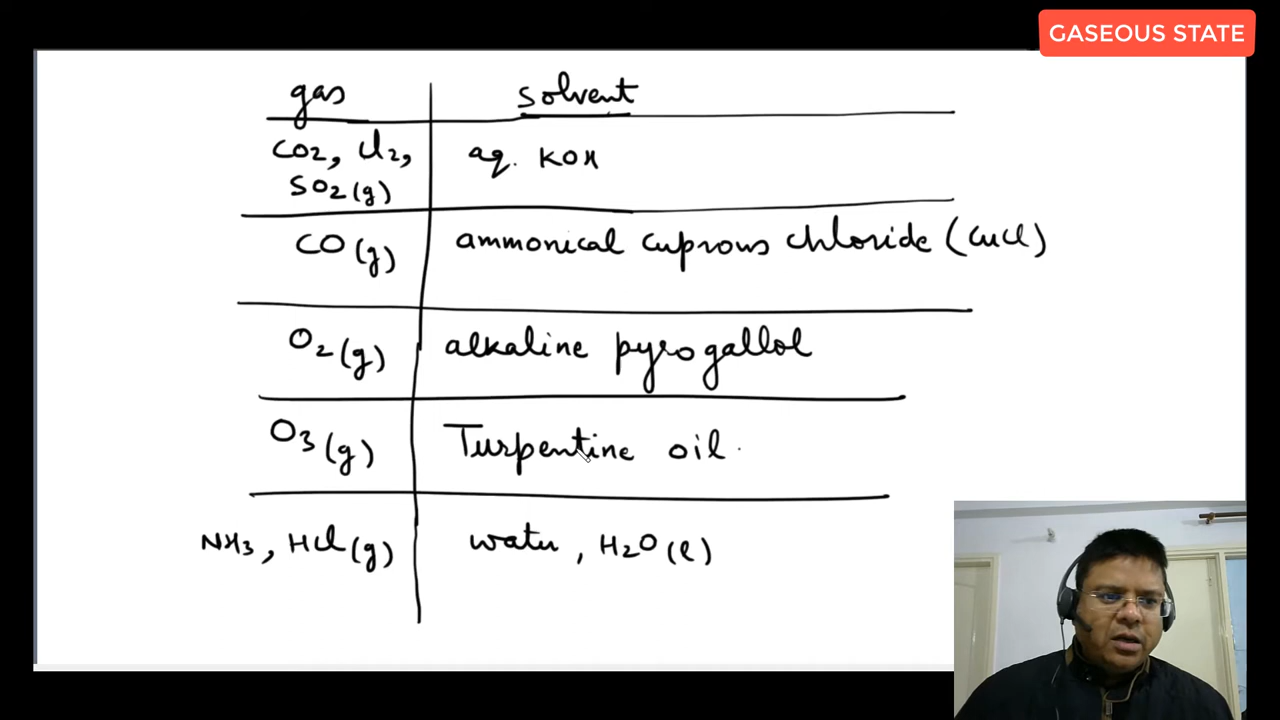 GASEOUS STATE
gas solvent
CO2, Cl2, aq. KOH
SO2(g)
CO(g) ammonical cuprous chloride (CuCl)
O2(g) alkaline pyrogallol
O3(g) Turpentine oil.
NH3, HCl(g) water, H2O(l)